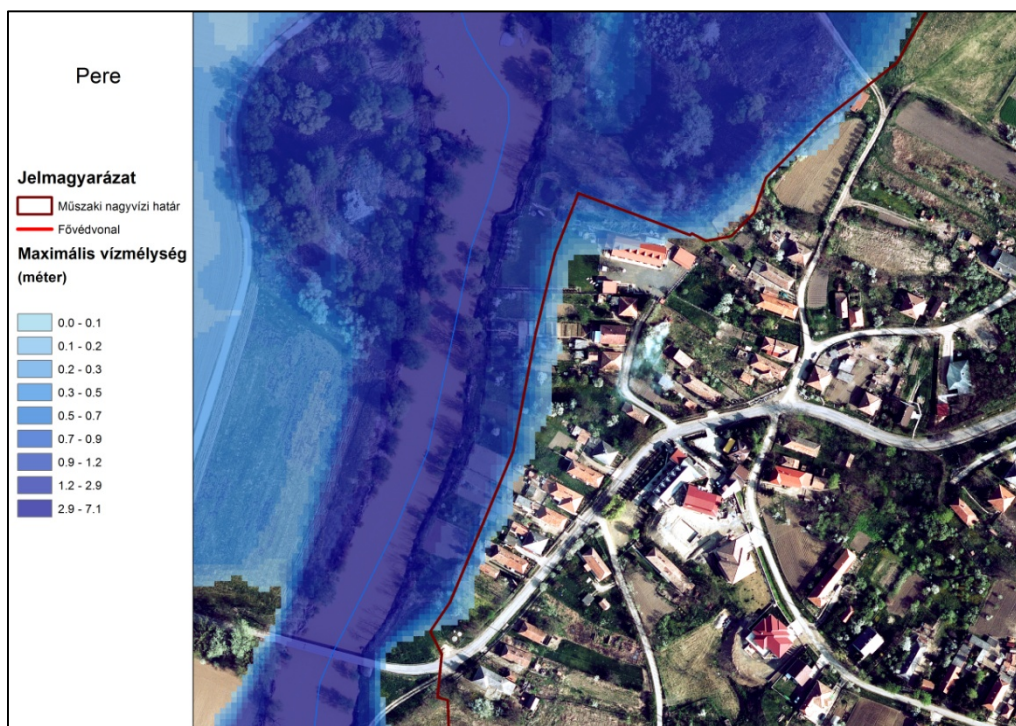 Pere
Jelmagyarázat
Műszaki nagyvízi határ
Fővédvonal
Maximális vízmélység
(méter)
0.0 - 0.1
0.1 - 0.2
0.2 - 0.3
0.3 - 0.5
0.5 - 0.7
0.7 - 0.9
0.9 - 1.2
1.2 - 2.9
2.9 - 7.1